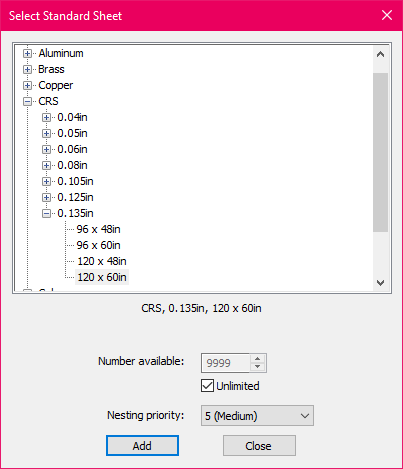 Select Standard Sheet
Aluminum
Brass
Copper
CRS
0.04in
0.05in
0.06in
0.08in
0.105in
0.125in
0.135in
96 x 48in
96 x 60in
120 x 48in
120 x 60in
CRS, 0.135in, 120 x 60in
Number available: 9999
Unlimited
Nesting priority: 5 (Medium)
Add Close